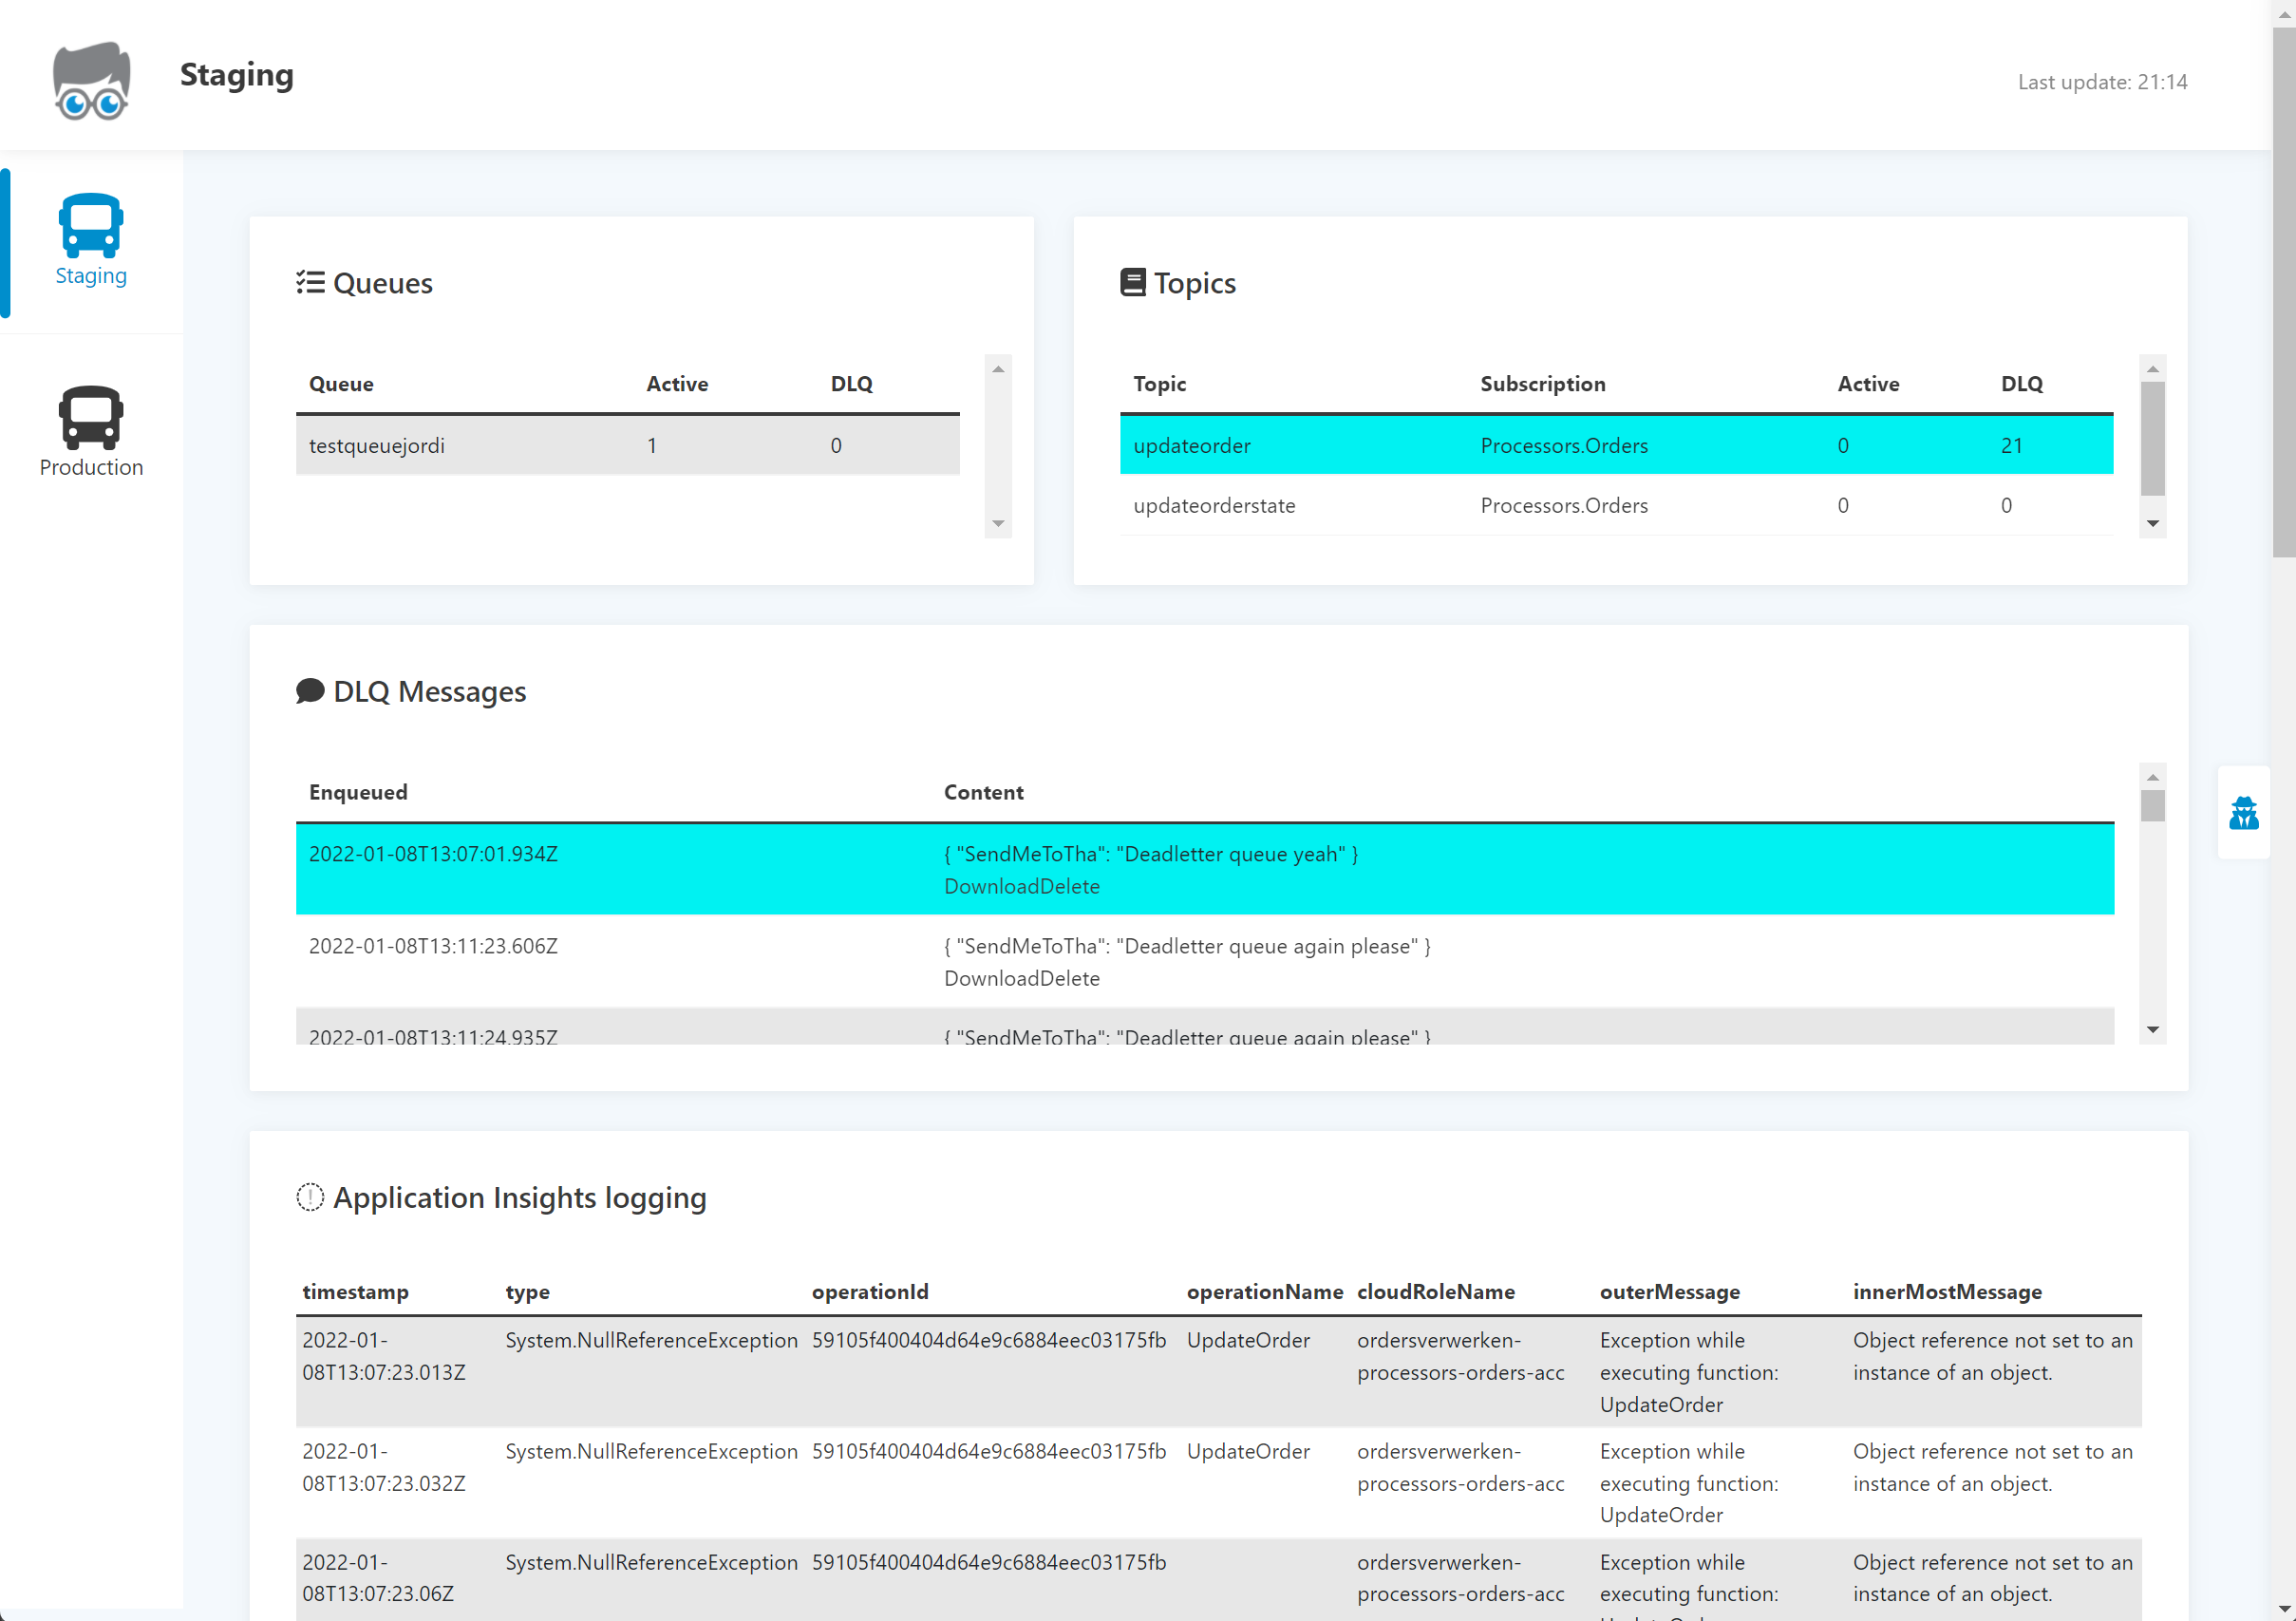 Staging
Last update: 21:14
Staging
Production
Queues
Queue Active DLQ
testqueuejordi 1 0
Topics
Topic Subscription Active DLQ
updateorder Processors.Orders 0 21
updateorderstate Processors.Orders 0 0
DLQ Messages
Enqueued Content
2022-01-08T13:07:01.934Z { "SendMeToTha": "Deadletter queue yeah" }
DownloadDelete
2022-01-08T13:11:23.606Z { "SendMeToTha": "Deadletter queue again please" }
DownloadDelete
2022-01-08T13:11:24.935Z { "SendMeToTha": "Deadletter queue again please" }
Application Insights logging
timestamp type operationId operationName cloudRoleName outerMessage innerMostMessage
2022-01- System.NullReferenceException 59105f400404d64e9c6884eec03175fb UpdateOrder ordersverwerken- Exception while Object reference not set to an
08T13:07:23.013Z processors-orders-acc executing function: instance of an object.
UpdateOrder
2022-01- System.NullReferenceException 59105f400404d64e9c6884eec03175fb UpdateOrder ordersverwerken- Exception while Object reference not set to an
08T13:07:23.032Z processors-orders-acc executing function: instance of an object.
UpdateOrder
2022-01- System.NullReferenceException 59105f400404d64e9c6884eec03175fb ordersverwerken- Exception while Object reference not set to an
08T13:07:23.06Z processors-orders-acc executing function: instance of an object.